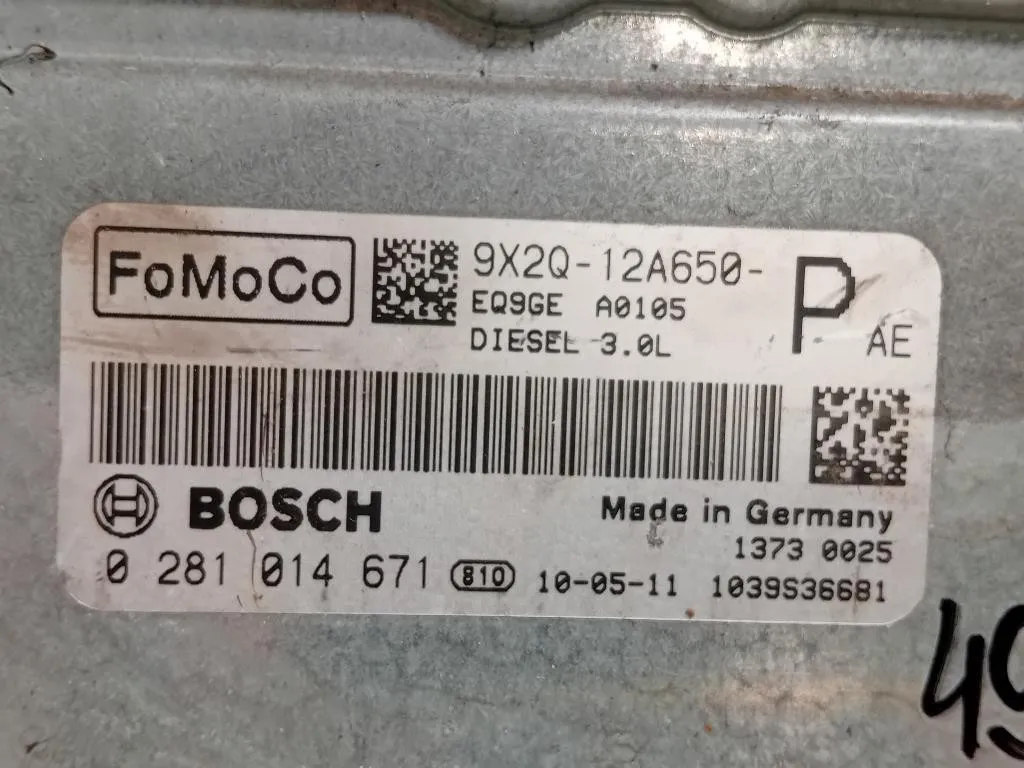 FoMoCo
9X2Q-12A650- P AE
EQ9GE A0105
DIESEL 3.0L
BOSCH
Made in Germany
1373 0025
0 281 014 671 810 10-05-11 1039S36681